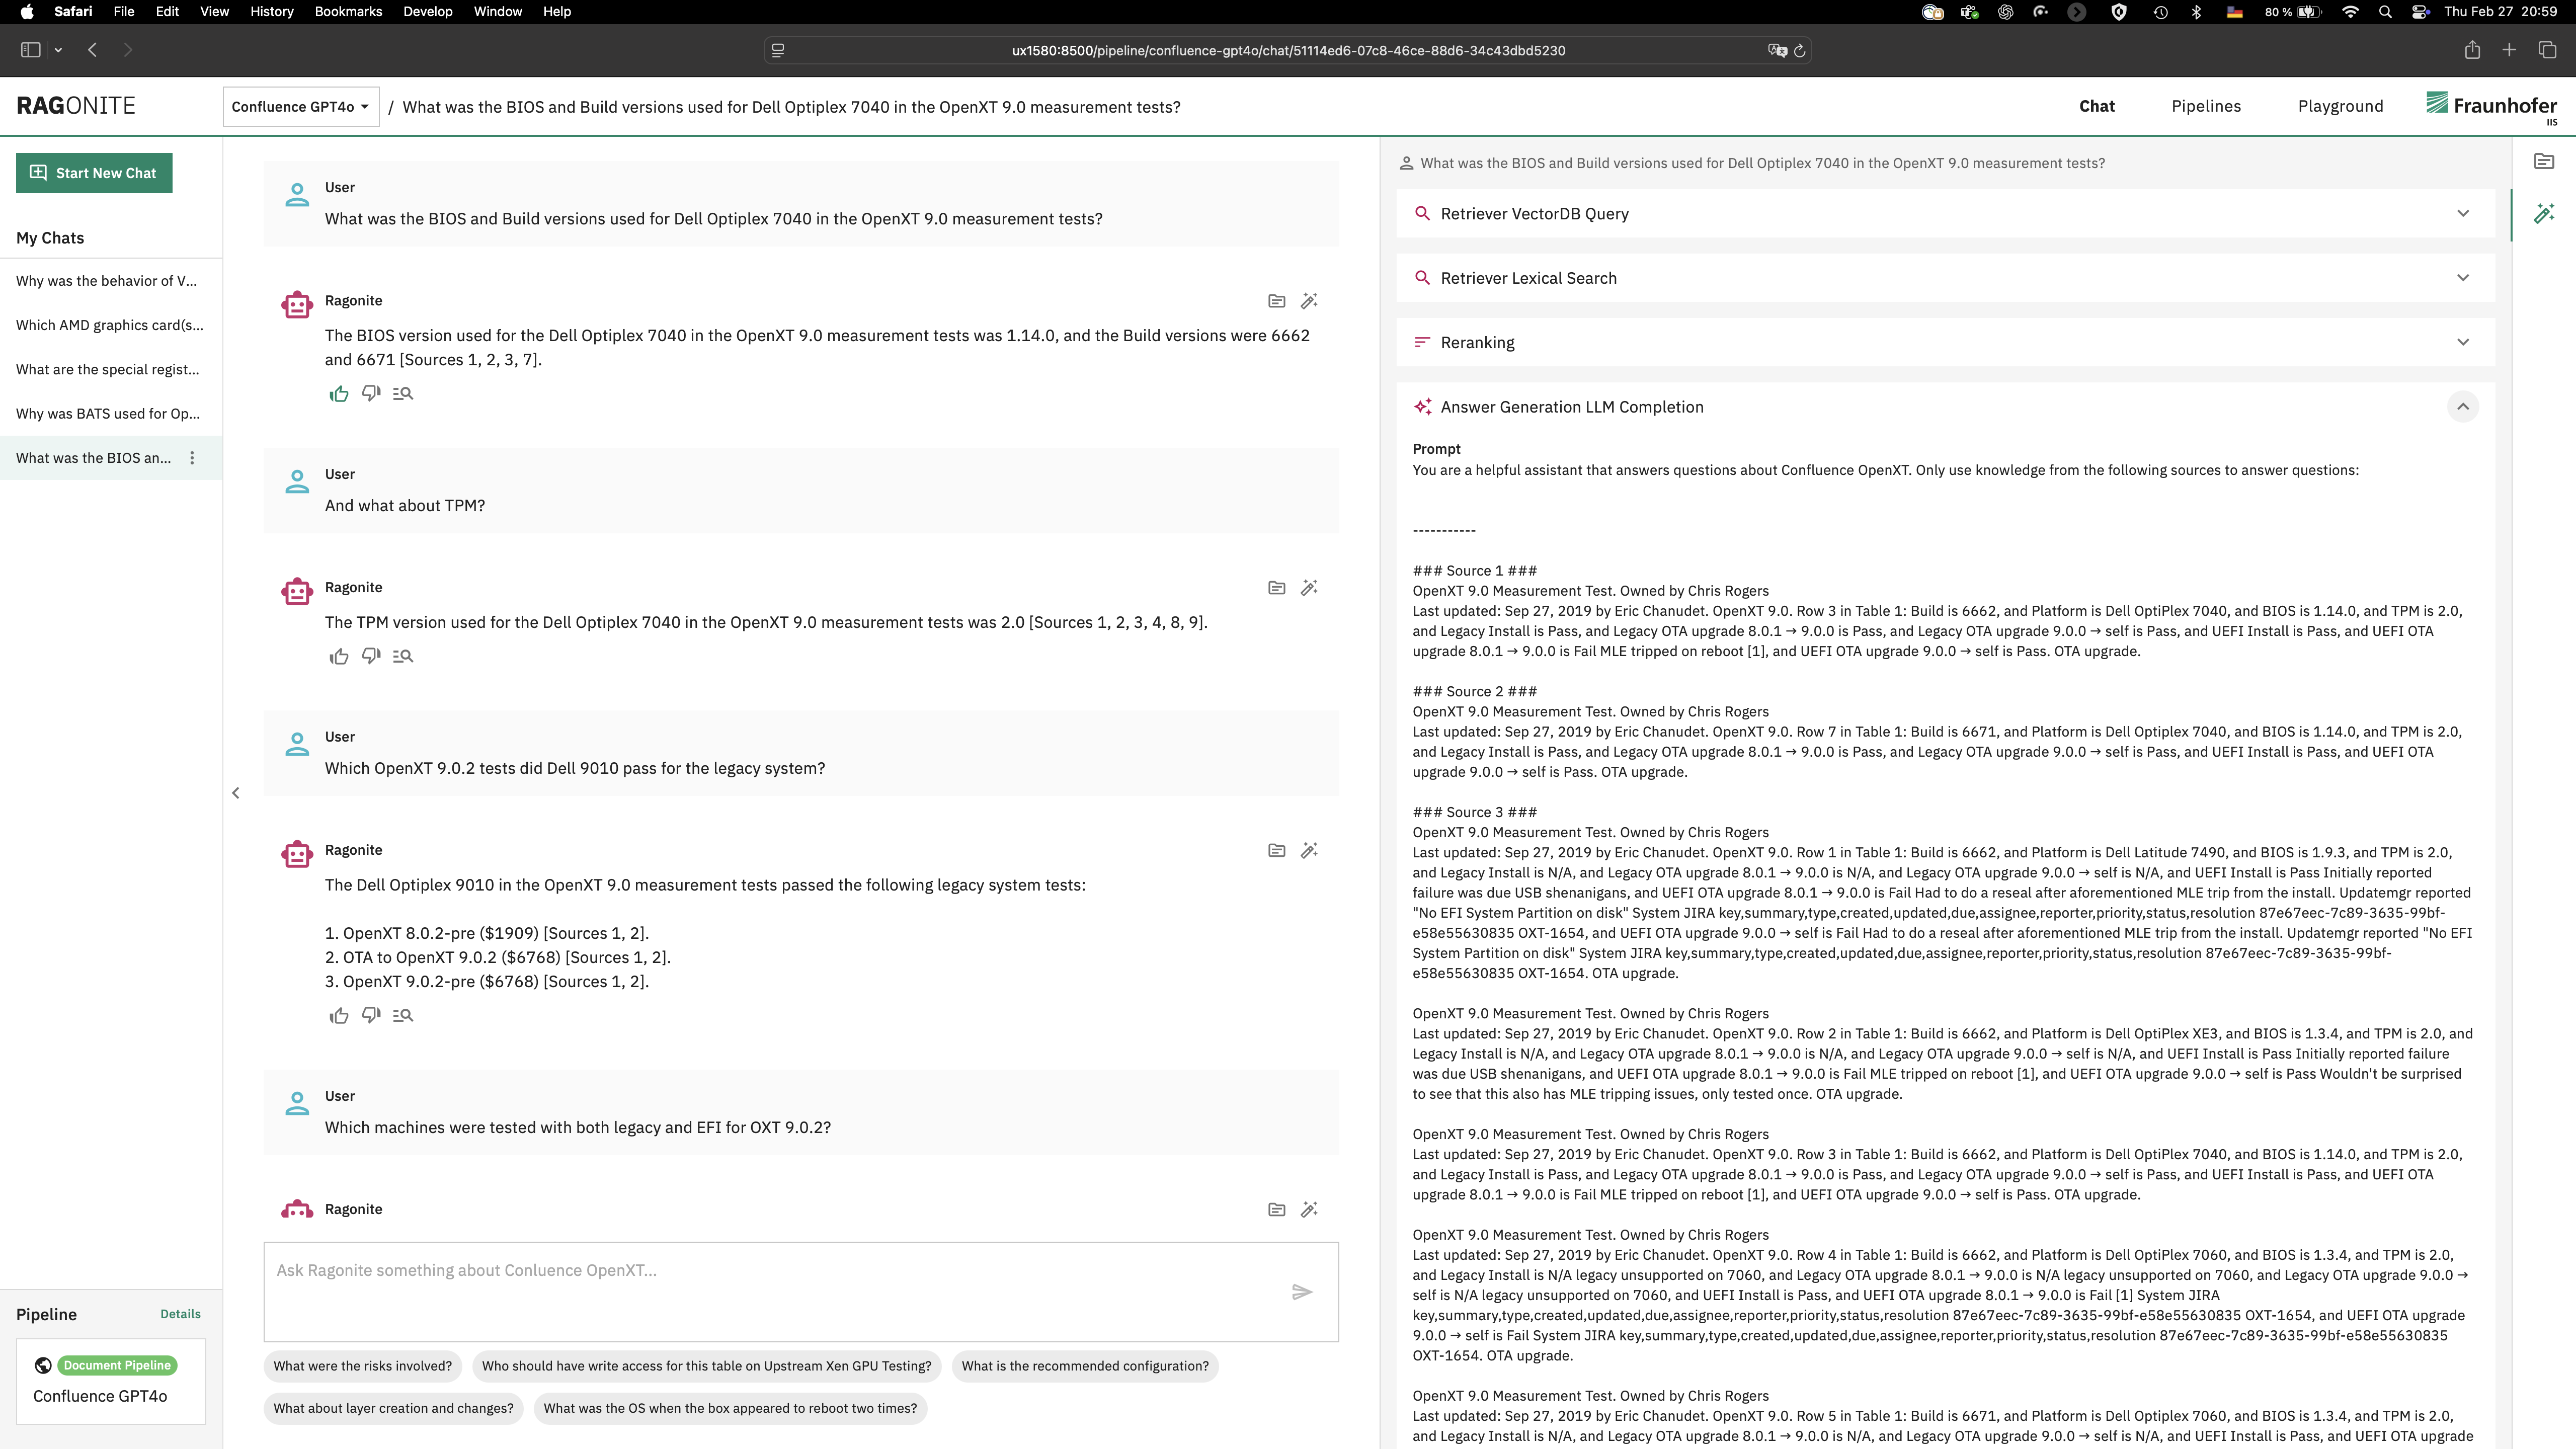 Safari File Edit View History Bookmarks Develop Window Help
80 % Thu Feb 27 20:59
ux1580:8500/pipeline/confluence-gpt4o/chat/51114ed6-07c8-46ce-88d6-34c43dbd5230
RAGONITE
Confluence GPT4o / What was the BIOS and Build versions used for Dell Optiplex 7040 in the OpenXT 9.0 measurement tests?
Chat Pipelines Playground
Fraunhofer
IIS
Start New Chat
My Chats
Why was the behavior of V...
Which AMD graphics card(s...
What are the special regist...
Why was BATS used for Op...
What was the BIOS an...
Pipeline Details
Document Pipeline
Confluence GPT4o
User
What was the BIOS and Build versions used for Dell Optiplex 7040 in the OpenXT 9.0 measurement tests?
Ragonite
The BIOS version used for the Dell Optiplex 7040 in the OpenXT 9.0 measurement tests was 1.14.0, and the Build versions were 6662
and 6671 [Sources 1, 2, 3, 7].
User
And what about TPM?
Ragonite
The TPM version used for the Dell Optiplex 7040 in the OpenXT 9.0 measurement tests was 2.0 [Sources 1, 2, 3, 4, 8, 9].
User
Which OpenXT 9.0.2 tests did Dell 9010 pass for the legacy system?
Ragonite
The Dell Optiplex 9010 in the OpenXT 9.0 measurement tests passed the following legacy system tests:
1. OpenXT 8.0.2-pre ($1909) [Sources 1, 2].
2. OTA to OpenXT 9.0.2 ($6768) [Sources 1, 2].
3. OpenXT 9.0.2-pre ($6768) [Sources 1, 2].
User
Which machines were tested with both legacy and EFI for OXT 9.0.2?
Ragonite
Ask Ragonite something about Conluence OpenXT...
What were the risks involved? Who should have write access for this table on Upstream Xen GPU Testing? What is the recommended configuration?
What about layer creation and changes? What was the OS when the box appeared to reboot two times?
What was the BIOS and Build versions used for Dell Optiplex 7040 in the OpenXT 9.0 measurement tests?
Retriever VectorDB Query
Retriever Lexical Search
Reranking
Answer Generation LLM Completion
Prompt
You are a helpful assistant that answers questions about Confluence OpenXT. Only use knowledge from the following sources to answer questions:
-----------
### Source 1 ###
OpenXT 9.0 Measurement Test. Owned by Chris Rogers
Last updated: Sep 27, 2019 by Eric Chanudet. OpenXT 9.0. Row 3 in Table 1: Build is 6662, and Platform is Dell OptiPlex 7040, and BIOS is 1.14.0, and TPM is 2.0,
and Legacy Install is Pass, and Legacy OTA upgrade 8.0.1 → 9.0.0 is Pass, and Legacy OTA upgrade 9.0.0 → self is Pass, and UEFI Install is Pass, and UEFI OTA
upgrade 8.0.1 → 9.0.0 is Fail MLE tripped on reboot [1], and UEFI OTA upgrade 9.0.0 → self is Pass. OTA upgrade.
### Source 2 ###
OpenXT 9.0 Measurement Test. Owned by Chris Rogers
Last updated: Sep 27, 2019 by Eric Chanudet. OpenXT 9.0. Row 7 in Table 1: Build is 6671, and Platform is Dell Optiplex 7040, and BIOS is 1.14.0, and TPM is 2.0,
and Legacy Install is Pass, and Legacy OTA upgrade 8.0.1 → 9.0.0 is Pass, and Legacy OTA upgrade 9.0.0 → self is Pass, and UEFI Install is Pass, and UEFI OTA
upgrade 9.0.0 → self is Pass. OTA upgrade.
### Source 3 ###
OpenXT 9.0 Measurement Test. Owned by Chris Rogers
Last updated: Sep 27, 2019 by Eric Chanudet. OpenXT 9.0. Row 1 in Table 1: Build is 6662, and Platform is Dell Latitude 7490, and BIOS is 1.9.3, and TPM is 2.0,
and Legacy Install is N/A, and Legacy OTA upgrade 8.0.1 → 9.0.0 is N/A, and Legacy OTA upgrade 9.0.0 → self is N/A, and UEFI Install is Pass Initially reported
failure was due USB shenanigans, and UEFI OTA upgrade 8.0.1 → 9.0.0 is Fail Had to do a reseal after aforementioned MLE trip from the install. Updatemgr reported
"No EFI System Partition on disk" System JIRA key,summary,type,created,updated,due,assignee,reporter,priority,status,resolution 87e67eec-7c89-3635-99bf-
e58e55630835 OXT-1654, and UEFI OTA upgrade 9.0.0 → self is Fail Had to do a reseal after aforementioned MLE trip from the install. Updatemgr reported "No EFI
System Partition on disk" System JIRA key,summary,type,created,updated,due,assignee,reporter,priority,status,resolution 87e67eec-7c89-3635-99bf-
e58e55630835 OXT-1654. OTA upgrade.
OpenXT 9.0 Measurement Test. Owned by Chris Rogers
Last updated: Sep 27, 2019 by Eric Chanudet. OpenXT 9.0. Row 2 in Table 1: Build is 6662, and Platform is Dell OptiPlex XE3, and BIOS is 1.3.4, and TPM is 2.0, and
Legacy Install is N/A, and Legacy OTA upgrade 8.0.1 → 9.0.0 is N/A, and Legacy OTA upgrade 9.0.0 → self is N/A, and UEFI Install is Pass Initially reported failure
was due USB shenanigans, and UEFI OTA upgrade 8.0.1 → 9.0.0 is Fail MLE tripped on reboot [1], and UEFI OTA upgrade 9.0.0 → self is Pass Wouldn't be surprised
to see that this also has MLE tripping issues, only tested once. OTA upgrade.
OpenXT 9.0 Measurement Test. Owned by Chris Rogers
Last updated: Sep 27, 2019 by Eric Chanudet. OpenXT 9.0. Row 3 in Table 1: Build is 6662, and Platform is Dell OptiPlex 7040, and BIOS is 1.14.0, and TPM is 2.0,
and Legacy Install is Pass, and Legacy OTA upgrade 8.0.1 → 9.0.0 is Pass, and Legacy OTA upgrade 9.0.0 → self is Pass, and UEFI Install is Pass, and UEFI OTA
upgrade 8.0.1 → 9.0.0 is Fail MLE tripped on reboot [1], and UEFI OTA upgrade 9.0.0 → self is Pass. OTA upgrade.
OpenXT 9.0 Measurement Test. Owned by Chris Rogers
Last updated: Sep 27, 2019 by Eric Chanudet. OpenXT 9.0. Row 4 in Table 1: Build is 6662, and Platform is Dell OptiPlex 7060, and BIOS is 1.3.4, and TPM is 2.0,
and Legacy Install is N/A legacy unsupported on 7060, and Legacy OTA upgrade 8.0.1 → 9.0.0 is N/A legacy unsupported on 7060, and Legacy OTA upgrade 9.0.0 →
self is N/A legacy unsupported on 7060, and UEFI Install is Pass, and UEFI OTA upgrade 8.0.1 → 9.0.0 is Fail [1] System JIRA
key,summary,type,created,updated,due,assignee,reporter,priority,status,resolution 87e67eec-7c89-3635-99bf-e58e55630835 OXT-1654, and UEFI OTA upgrade
9.0.0 → self is Fail System JIRA key,summary,type,created,updated,due,assignee,reporter,priority,status,resolution 87e67eec-7c89-3635-99bf-e58e55630835
OXT-1654. OTA upgrade.
OpenXT 9.0 Measurement Test. Owned by Chris Rogers
Last updated: Sep 27, 2019 by Eric Chanudet. OpenXT 9.0. Row 5 in Table 1: Build is 6671, and Platform is Dell Optiplex 7060, and BIOS is 1.3.4, and TPM is 2.0,
and Legacy Install is N/A, and Legacy OTA upgrade 8.0.1 → 9.0.0 is N/A, and Legacy OTA upgrade 9.0.0 → self is N/A, and UEFI Install is Pass, and UEFI OTA upgrade